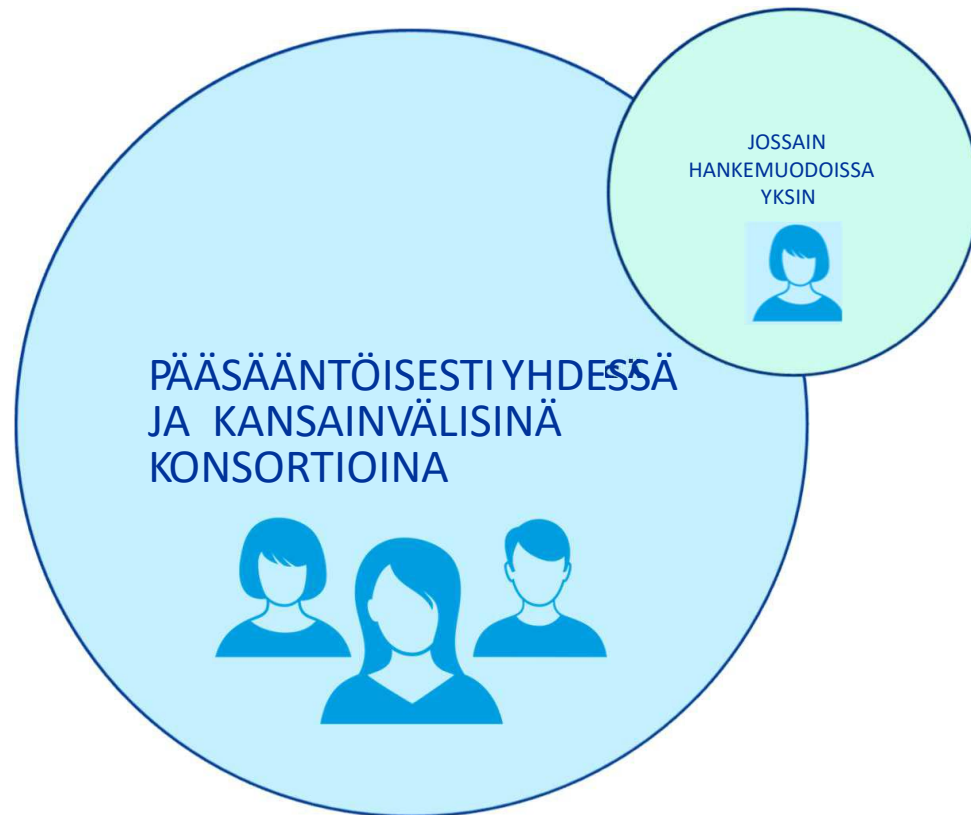 JOSSAIN
HANKEMUODOISSA
YKSIN
PÄÄSÄÄNTÖISESTI YHDESSÄ
JA KANSAINVÄLISINÄ
KONSORTIOINA